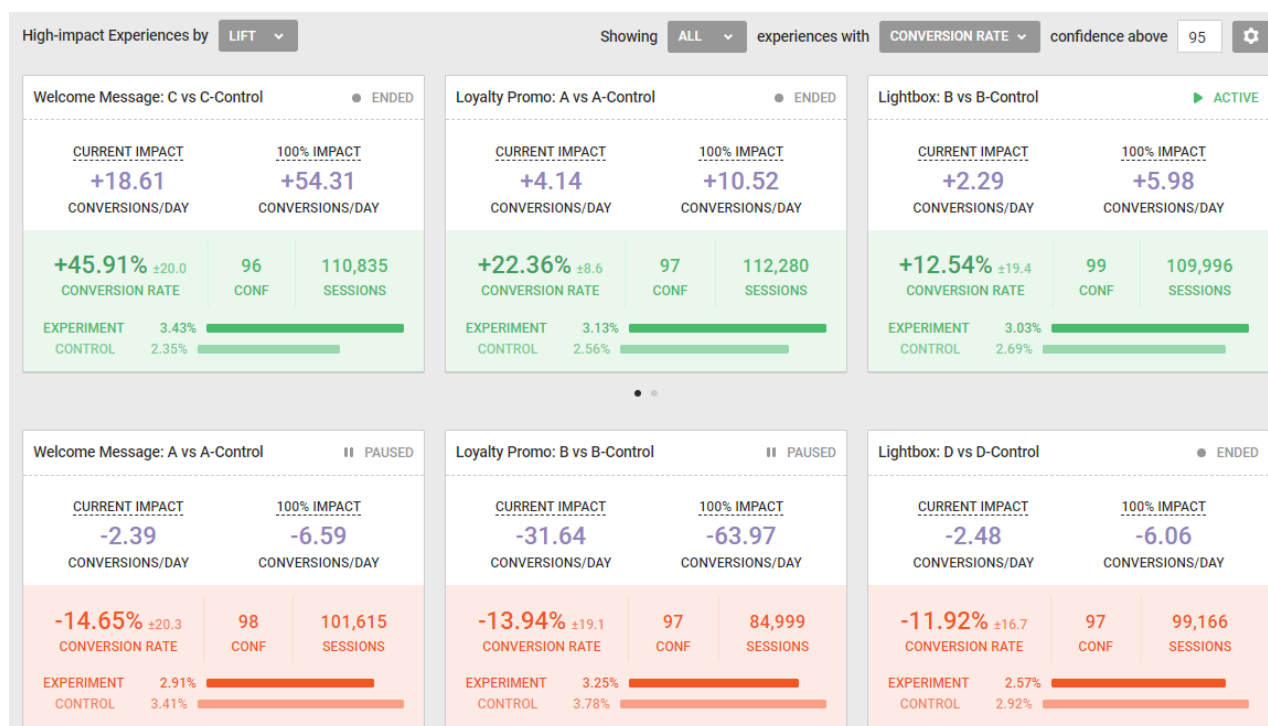 High-impact Experiences by LIFT Showing ALL experiences with CONVERSION RATE confidence above 95
Welcome Message: C vs C-Control ENDED
CURRENT IMPACT 100% IMPACT
+18.61 +54.31
CONVERSIONS/DAY CONVERSIONS/DAY
+45.91% ±20.0 96 110,835
CONVERSION RATE CONF SESSIONS
EXPERIMENT 3.43%
CONTROL 2.35%
Loyalty Promo: A vs A-Control ENDED
CURRENT IMPACT 100% IMPACT
+4.14 +10.52
CONVERSIONS/DAY CONVERSIONS/DAY
+22.36% ±8.6 97 112,280
CONVERSION RATE CONF SESSIONS
EXPERIMENT 3.13%
CONTROL 2.56%
Lightbox: B vs B-Control ACTIVE
CURRENT IMPACT 100% IMPACT
+2.29 +5.98
CONVERSIONS/DAY CONVERSIONS/DAY
+12.54% ±19.4 99 109,996
CONVERSION RATE CONF SESSIONS
EXPERIMENT 3.03%
CONTROL 2.69%
Welcome Message: A vs A-Control PAUSED
CURRENT IMPACT 100% IMPACT
-2.39 -6.59
CONVERSIONS/DAY CONVERSIONS/DAY
-14.65% ±20.3 98 101,615
CONVERSION RATE CONF SESSIONS
EXPERIMENT 2.91%
CONTROL 3.41%
Loyalty Promo: B vs B-Control PAUSED
CURRENT IMPACT 100% IMPACT
-31.64 -63.97
CONVERSIONS/DAY CONVERSIONS/DAY
-13.94% ±19.1 97 84,999
CONVERSION RATE CONF SESSIONS
EXPERIMENT 3.25%
CONTROL 3.78%
Lightbox: D vs D-Control ENDED
CURRENT IMPACT 100% IMPACT
-2.48 -6.06
CONVERSIONS/DAY CONVERSIONS/DAY
-11.92% ±16.7 97 99,166
CONVERSION RATE CONF SESSIONS
EXPERIMENT 2.57%
CONTROL 2.92%